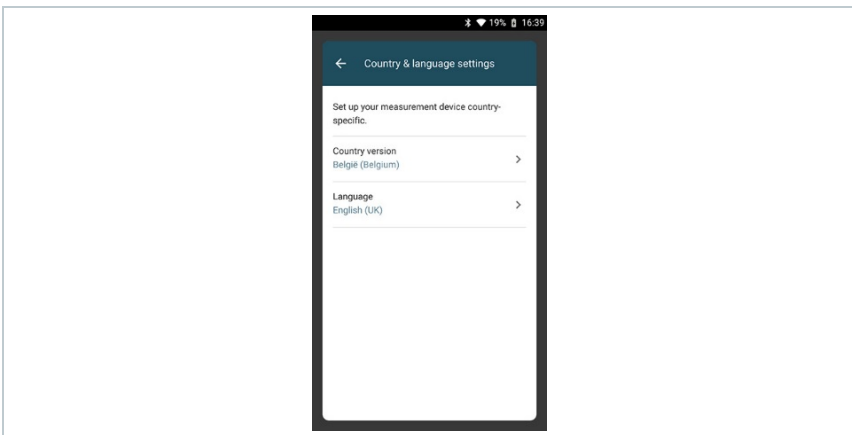 19% 16:39
Country & language settings
Set up your measurement device country-
specific.
Country version
België (Belgium)
Language
English (UK)